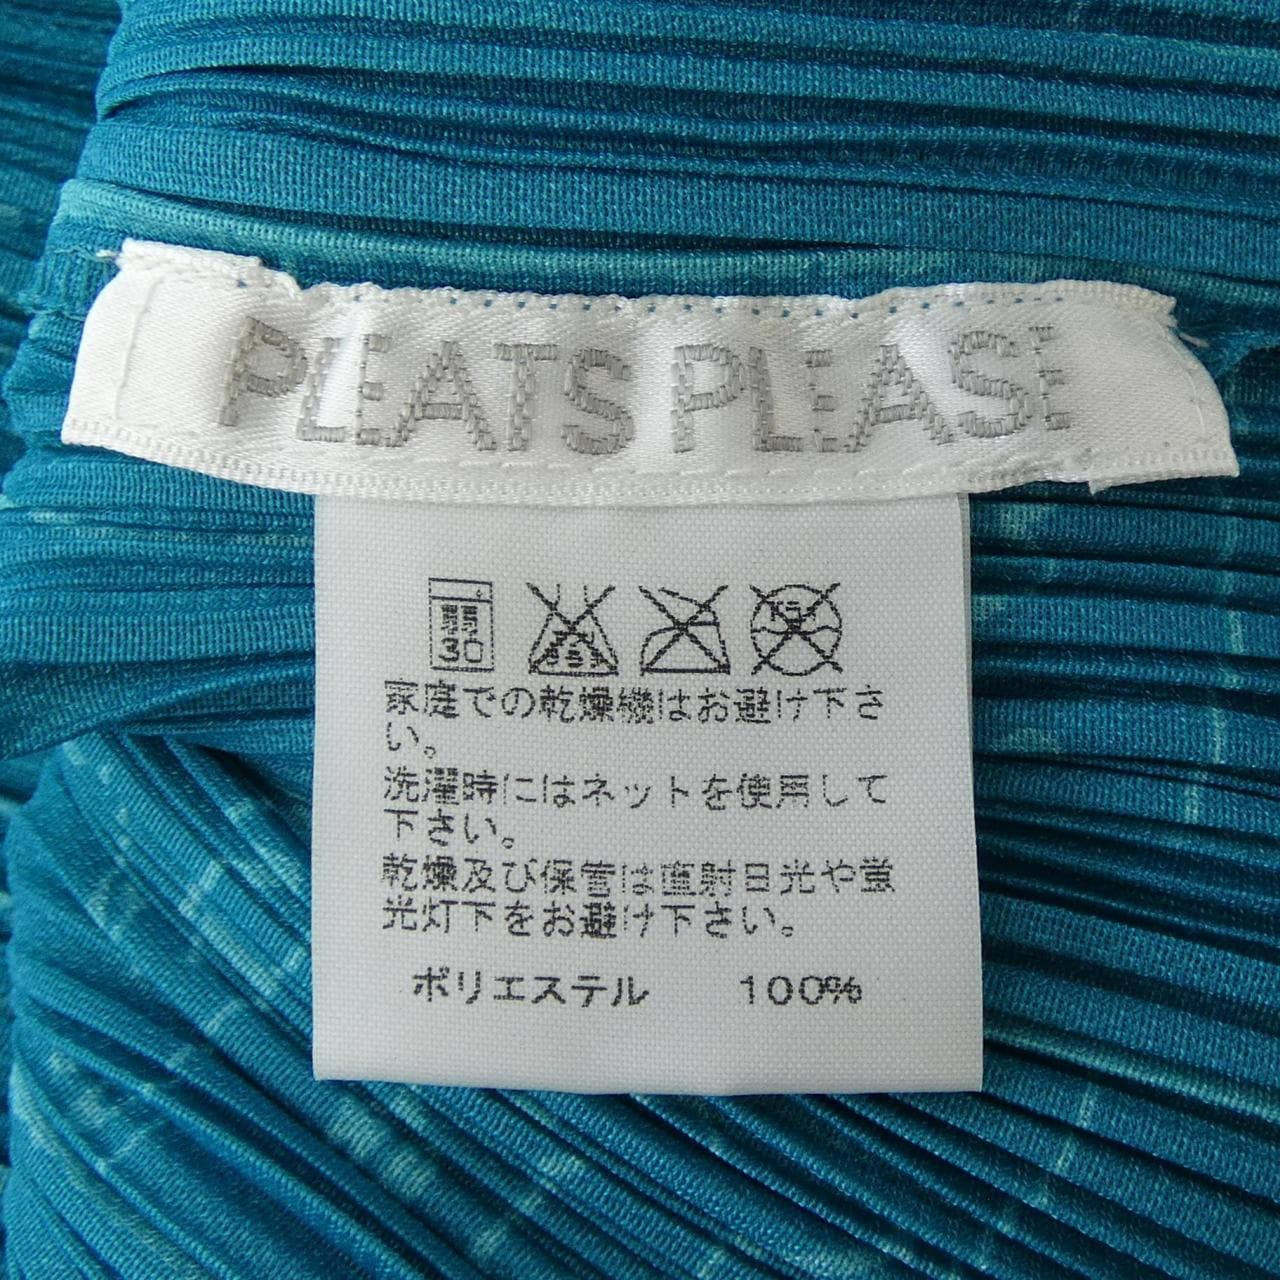 PLEATS PLEASE
30
家庭での乾燥機はお避け下さ
い。
洗濯時にはネットを使用して
下さい。
乾燥及び保管は直射日光や蛍
光灯下をお避け下さい。
ポリエステル 100%